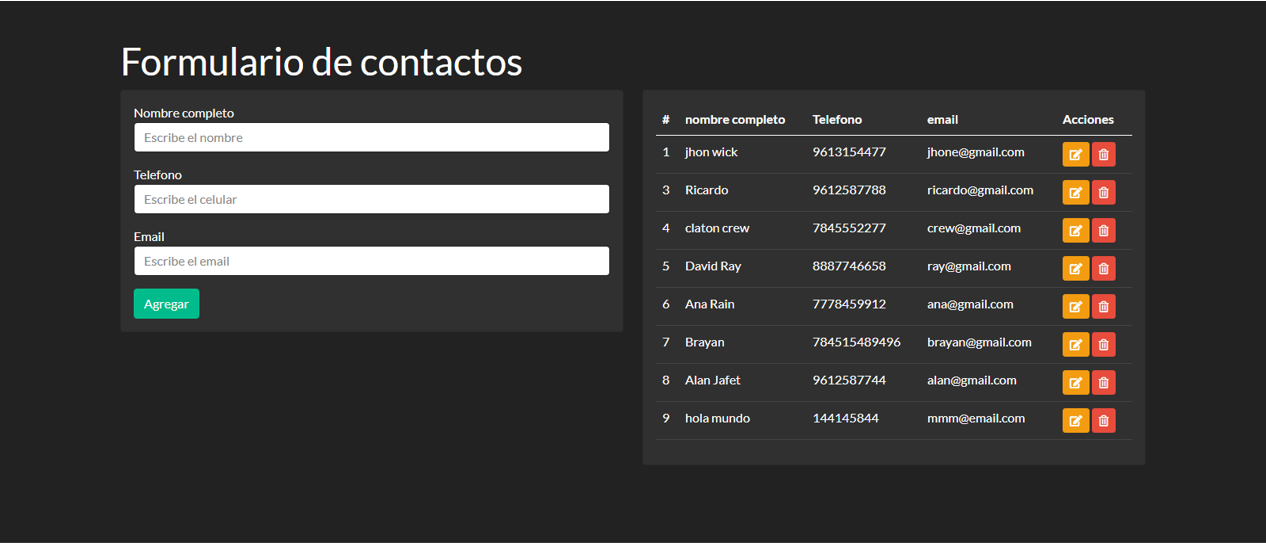 Formulario de contactos
Nombre completo
Escribe el nombre
Telefono
Escribe el celular
Email
Escribe el email
Agregar
# nombre completo Telefono email Acciones
1 jhon wick 9613154477 jhone@gmail.com
3 Ricardo 9612587788 ricardo@gmail.com
4 claton crew 7845552277 crew@gmail.com
5 David Ray 8887746658 ray@gmail.com
6 Ana Rain 7778459912 ana@gmail.com
7 Brayan 784515489496 brayan@gmail.com
8 Alan Jafet 9612587744 alan@gmail.com
9 hola mundo 144145844 mmm@email.com